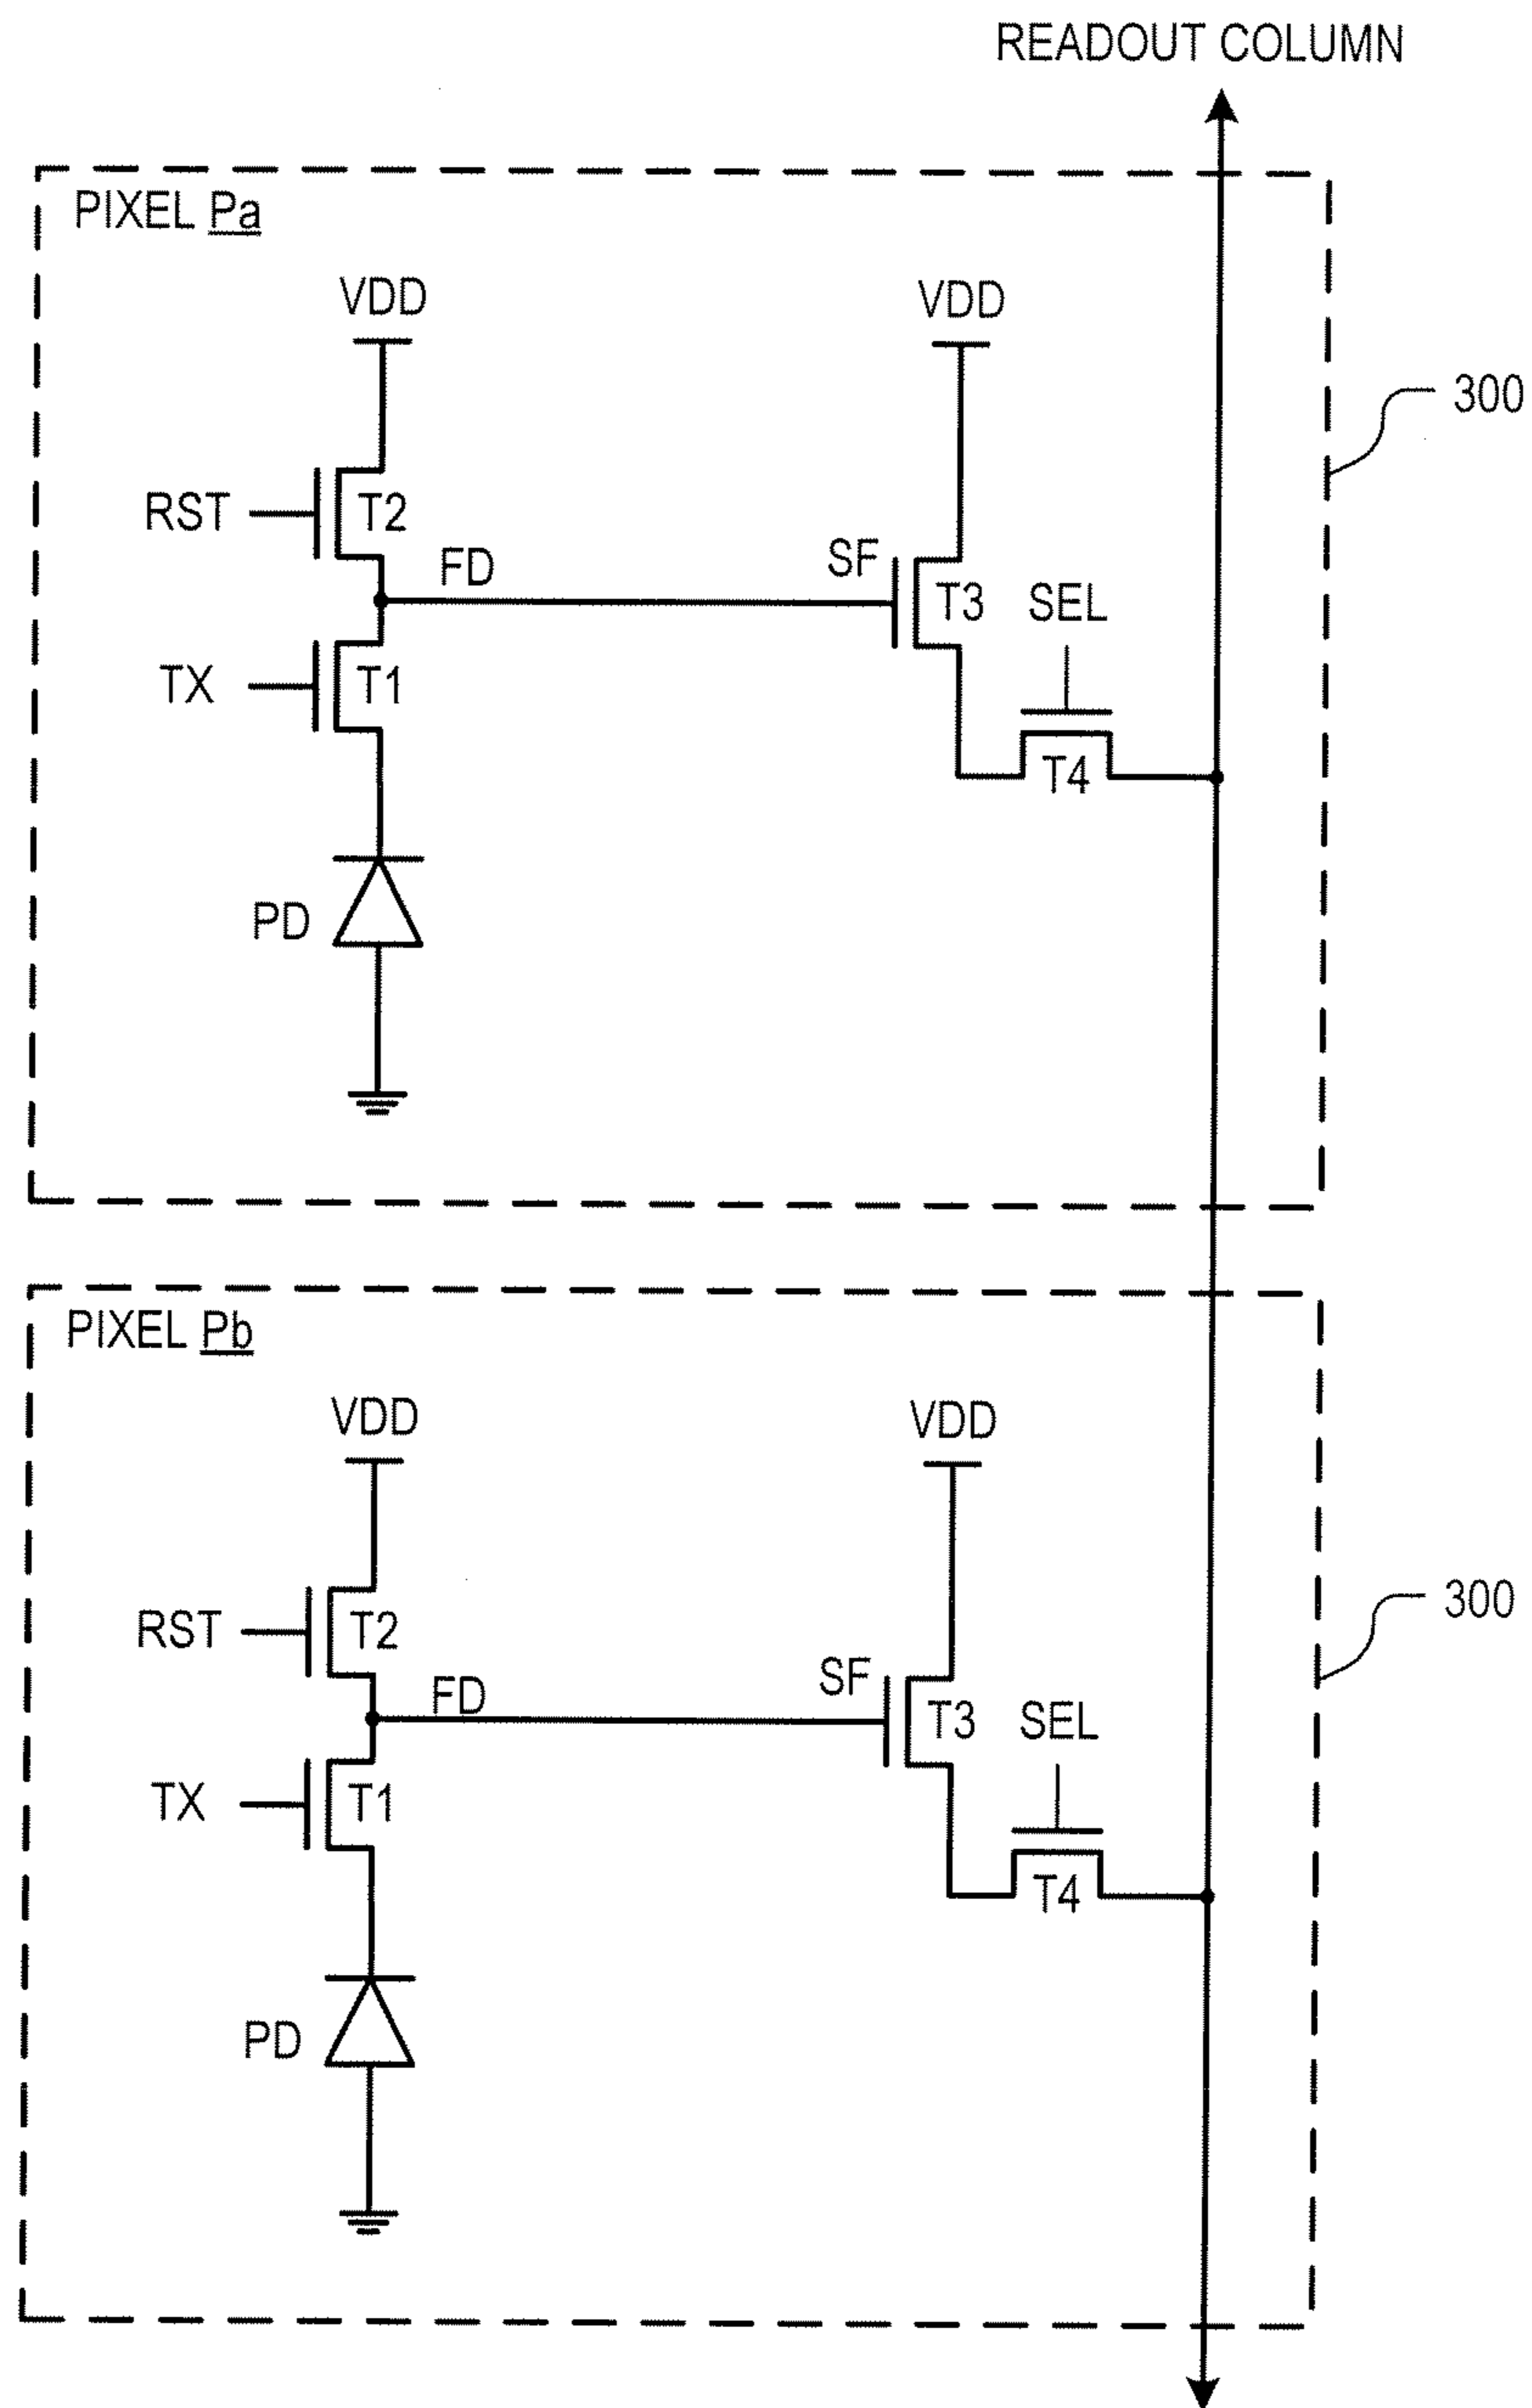 READOUT COLUMN
PIXEL Pa
VDD
VDD
300
RST
T2
FD
SF
T3
SEL
TX
T1
T4
PD
PIXEL Pb
VDD
VDD
RST
T2
300
FD
SF
T3
SEL
TX
T1
T4
PD